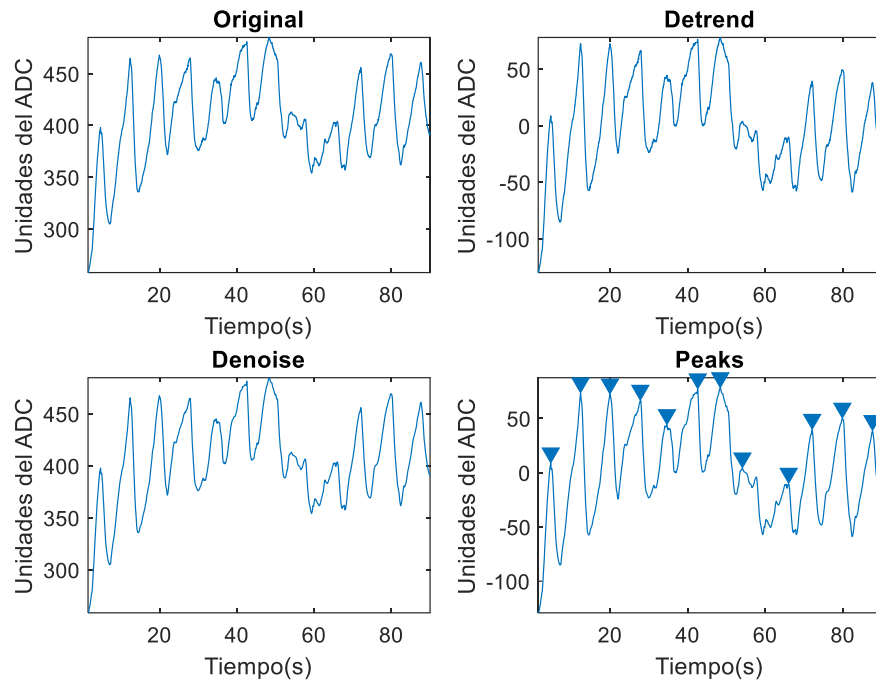 Original
Unidades del ADC
450
400
350
300
20 40 60 80
Tiempo(s)
Detrend
Unidades del ADC
50
0
-50
-100
20 40 60 80
Tiempo(s)
Denoise
Unidades del ADC
450
400
350
300
20 40 60 80
Tiempo(s)
Peaks
Unidades del ADC
50
0
-50
-100
20 40 60 80
Tiempo(s)